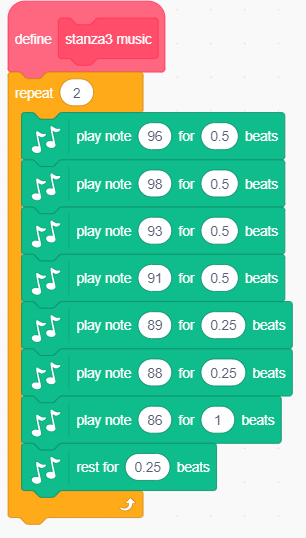 define stanza3 music
repeat 2
play note 96 for 0.5 beats
play note 98 for 0.5 beats
play note 93 for 0.5 beats
play note 91 for 0.5 beats
play note 89 for 0.25 beats
play note 88 for 0.25 beats
play note 86 for 1 beats
rest for 0.25 beats